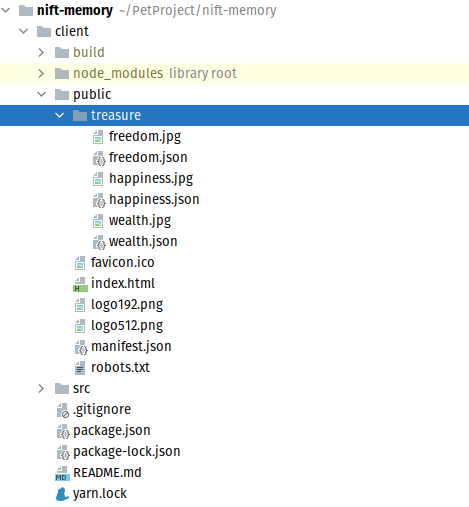 nift-memory ~/PetProject/nift-memory
client
build
node_modules library root
public
treasure
freedom.jpg
freedom.json
happiness.jpg
happiness.json
wealth.jpg
wealth.json
favicon.ico
H index.html
logo192.png
logo512.png
manifest.json
robots.txt
src
.gitignore
package.json
package-lock.json
MD README.md
yarn.lock